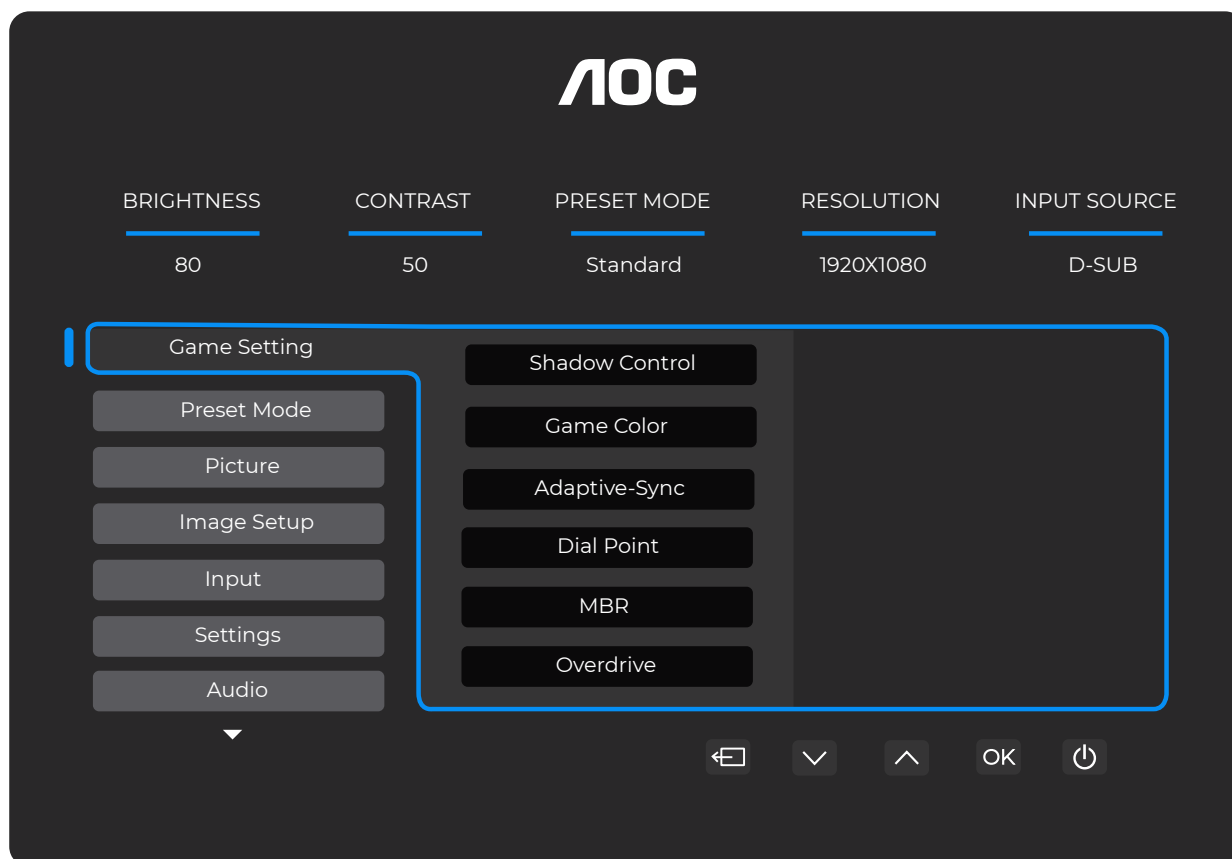 AOC
BRIGHTNESS CONTRAST PRESET MODE RESOLUTION INPUT SOURCE
80 50 Standard 1920X1080 D-SUB
Game Setting
Preset Mode
Picture
Image Setup
Input
Settings
Audio
Shadow Control
Game Color
Adaptive-Sync
Dial Point
MBR
Overdrive
OK